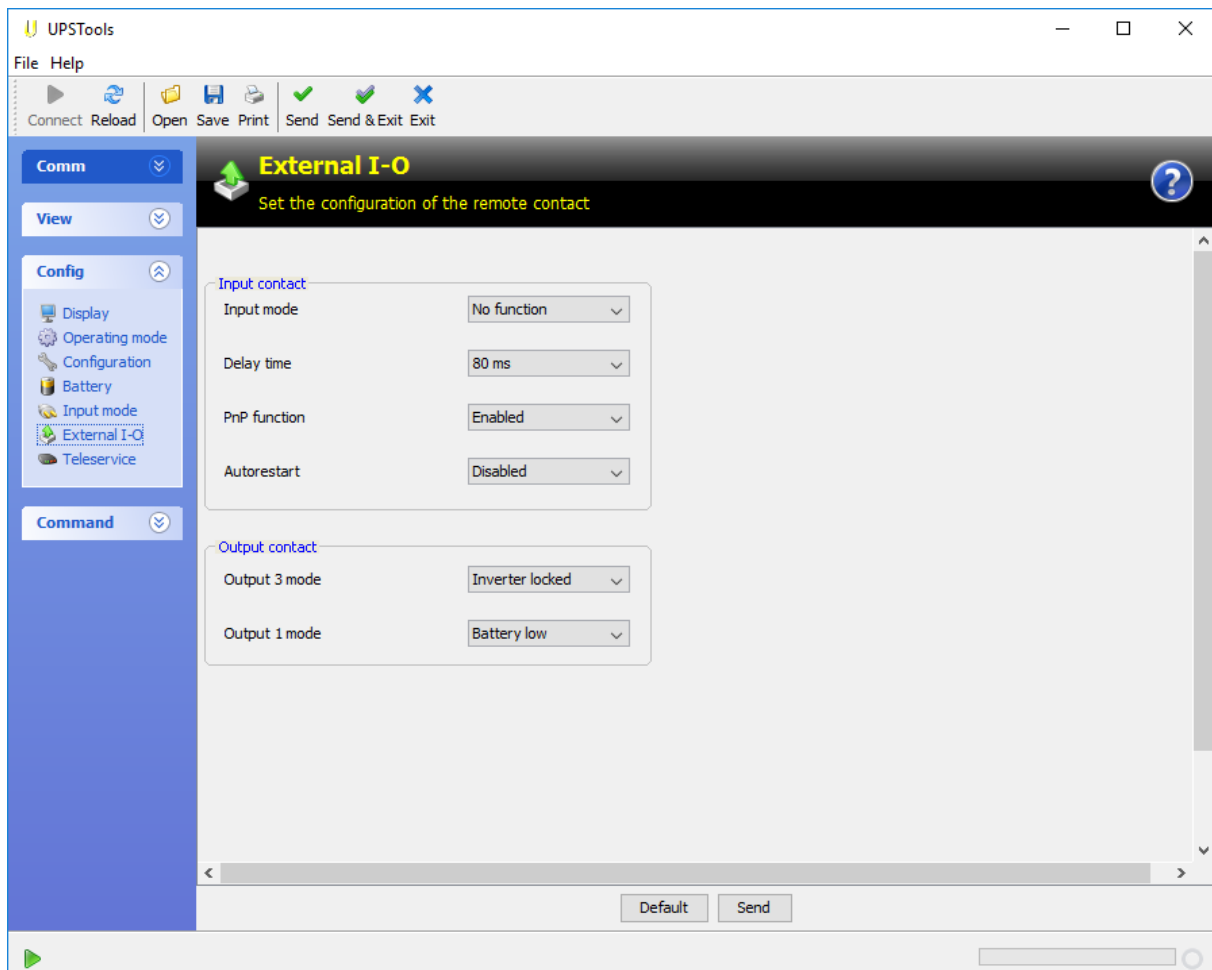 UPSTools
File Help
Connect Reload Open Save Print Send Send & Exit Exit
Comm
View
Config
Display
Operating mode
Configuration
Battery
Input mode
External I-O
Teleservice
Command
External I-O
Set the configuration of the remote contact
?
Input contact
Input mode No function
Delay time 80 ms
PnP function Enabled
Autorestart Disabled
Output contact
Output 3 mode Inverter locked
Output 1 mode Battery low
Default Send